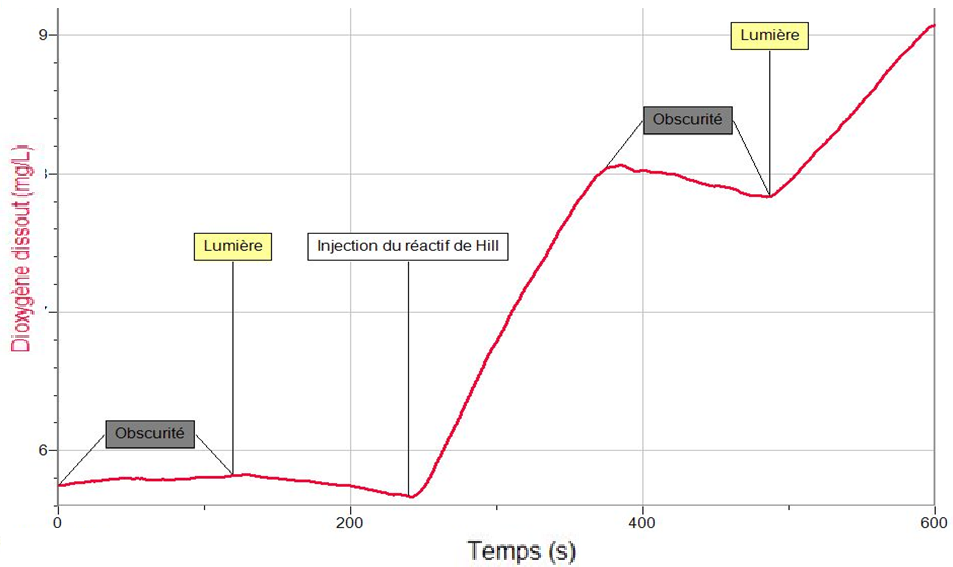 9
Lumière
Obscurité
8
Lumière
Injection du réactif de Hill
Dioxygène dissout (mg/L)
Obscurité
6
0
200
400
600
Temps (s)